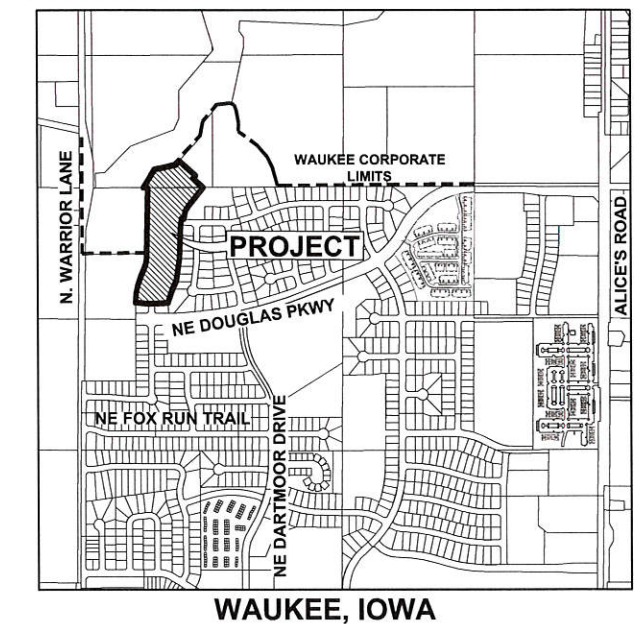 WAUKEE CORPORATE
LIMITS
N. WARRIOR LANE
PROJECT
ALICE'S ROAD
NE DOUGLAS PKWY
NE FOX RUN TRAIL
NE DARTMOOR DRIVE
WAUKEE, IOWA